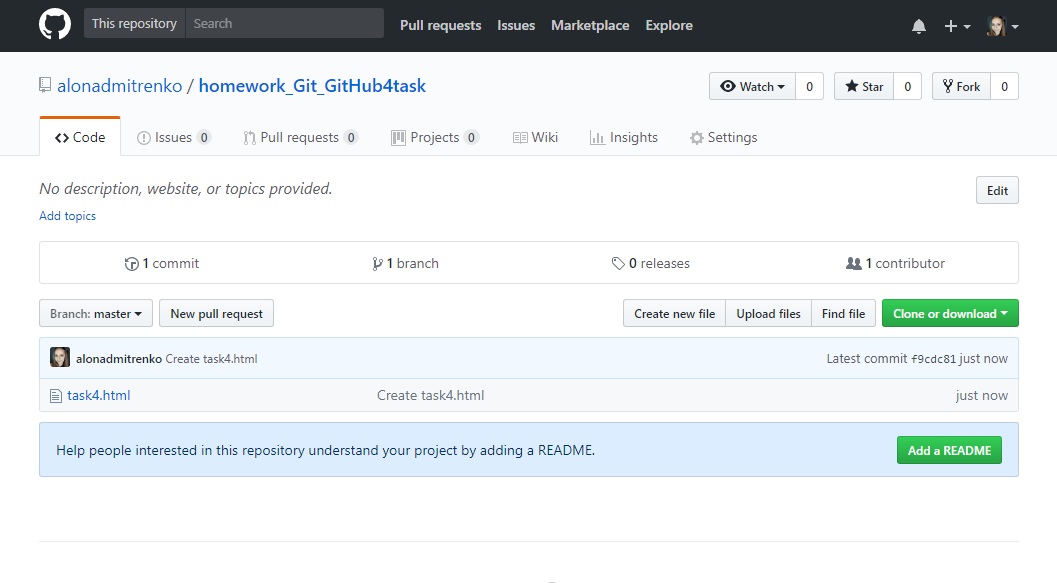 This repository Search Pull requests Issues Marketplace Explore
alonadmitrenko / homework_Git_GitHub4task Watch 0 Star 0 Fork 0
Code Issues 0 Pull requests 0 Projects 0 Wiki Insights Settings
No description, website, or topics provided. Edit
Add topics
1 commit 1 branch 0 releases 1 contributor
Branch: master New pull request Create new file Upload files Find file Clone or download
alonadmitrenko Create task4.html Latest commit f9cdc81 just now
task4.html Create task4.html just now
Help people interested in this repository understand your project by adding a README. Add a README